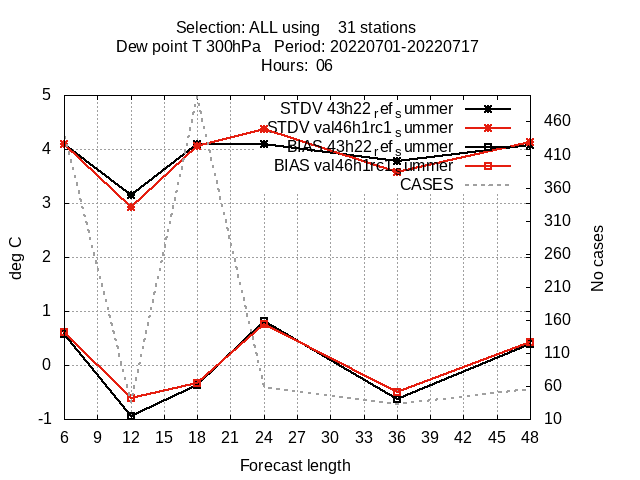 Selection: ALL using    31 stations
Dew point T 300hPa   Period: 20220701-20220717
Hours:  06
STDV 43h22_ref_summer
STDV val46h1rc1_summer
BIAS 43h22_ref_summer
BIAS val46h1rc1_summer
CASES
5
4
3
2
1
0
-1
deg C
460
410
360
310
260
210
160
110
60
10
No cases
6 9 12 15 18 21 24 27 30 33 36 39 42 45 48
Forecast length